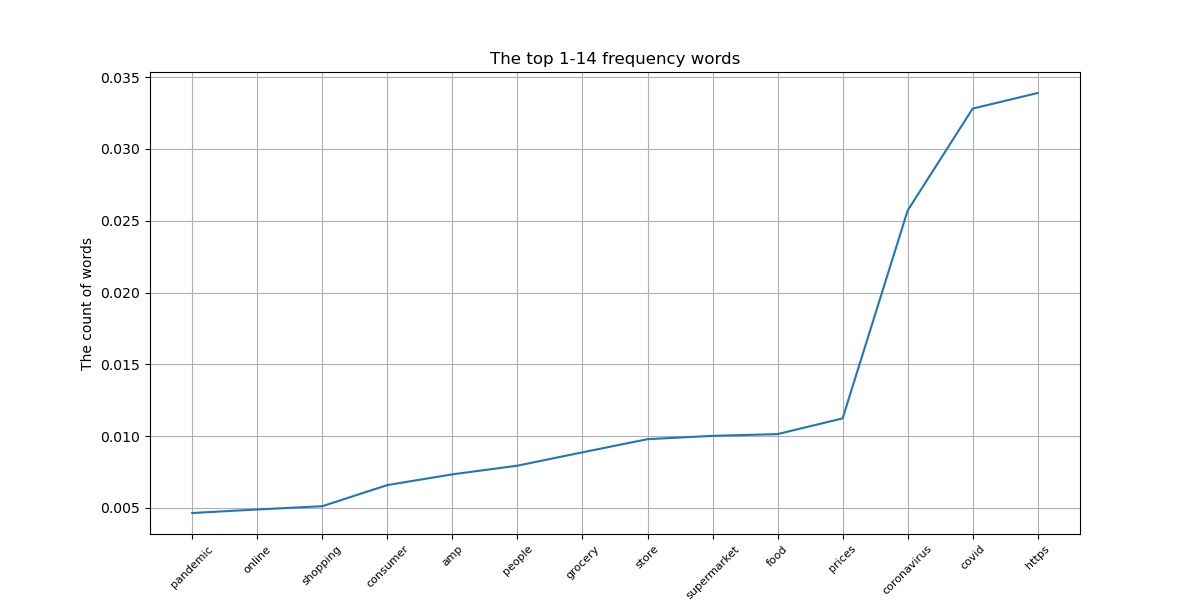 The top 1-14 frequency words
The count of words
0.035
0.030
0.025
0.020
0.015
0.010
0.005
pandemic
online
shopping
consumer
amp
people
grocery
store
supermarket
food
prices
coronavirus
covid
https